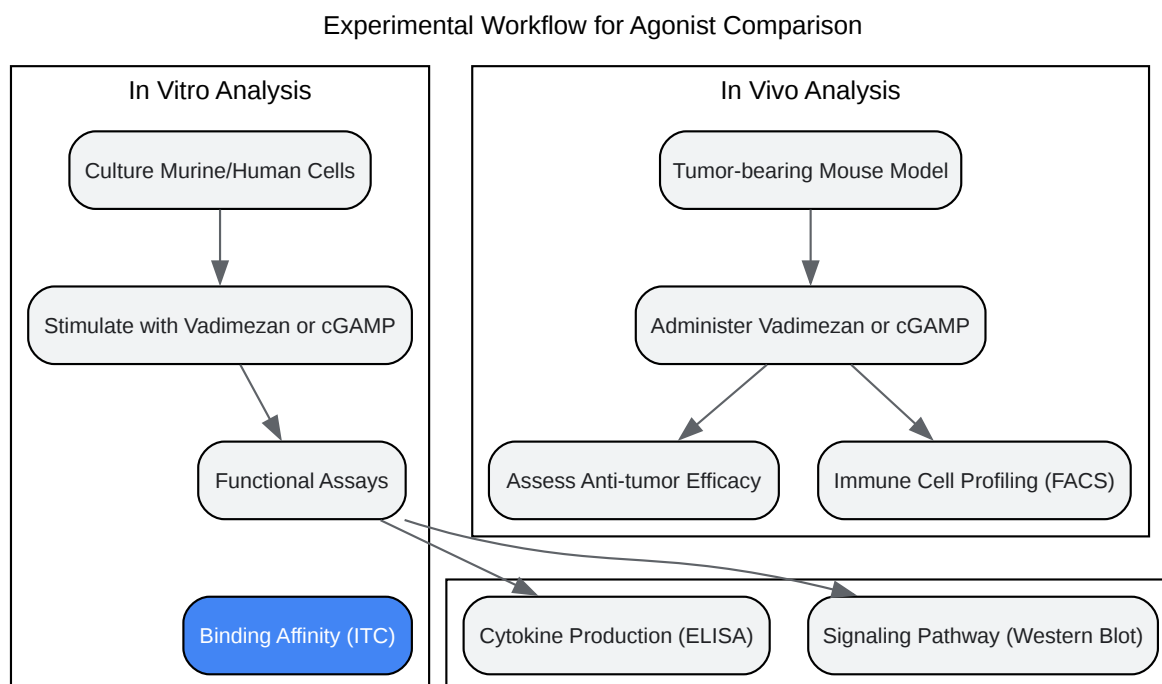 Experimental Workflow for Agonist Comparison
In Vitro Analysis
Culture Murine/Human Cells
Stimulate with Vadimezan or cGAMP
Functional Assays
Binding Affinity (ITC)
In Vivo Analysis
Tumor-bearing Mouse Model
Administer Vadimezan or cGAMP
Assess Anti-tumor Efficacy
Immune Cell Profiling (FACS)
Cytokine Production (ELISA)
Signaling Pathway (Western Blot)